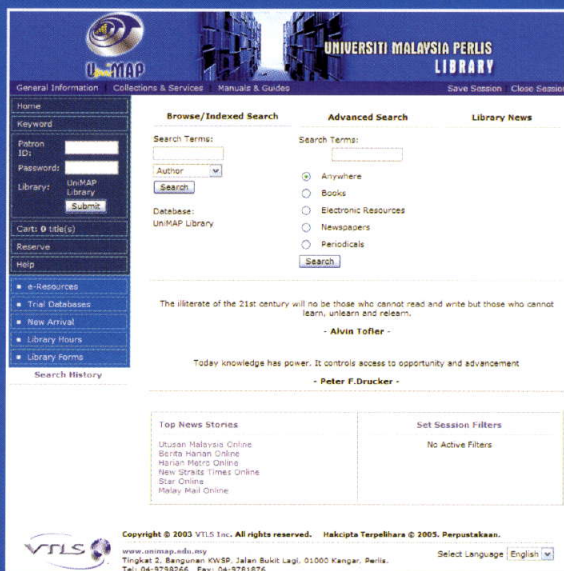 UniMAP
UNIVERSITI MALAYSIA PERLIS
LIBRARY
General Information
Collections & Services
Manuals & Guides
Save Session
Close Session
Home
Keyword
Patron ID:
Password:
Library:
UniMAP Library
Submit
Cart: 0 title(s)
Reserve
Help
e-Resources
Trial Databases
New Arrival
Library Hours
Library Forms
Search History
Browse/Indexed Search
Search Terms:
Author
Search
Database:
UniMAP Library
Advanced Search
Search Terms:
Anywhere
Books
Electronic Resources
Newspapers
Periodicals
Search
Library News
The illiterate of the 21st century will no be those who cannot read and write but those who cannot
learn, unlearn and relearn.
- Alvin Tofler -
Today knowledge has power. It controls access to opportunity and advancement
- Peter F.Drucker -
Top News Stories
Utusan Malaysia Online
Berita Harian Online
Harian Metro Online
New Straits Times Online
Star Online
Malay Mail Online
Set Session Filters
No Active Filters
VTLS
Copyright © 2003 VTLS Inc. All rights reserved. Hakcipta Terpelihara © 2005. Perpustakaan.
www.unimap.edu.my
Tingkat 2, Bangunan KWSP, Jalan Bukit Lagi, 01000 Kangar, Perlis.
Tel: 04-9798266 Fax: 04-9781876
Select Language English